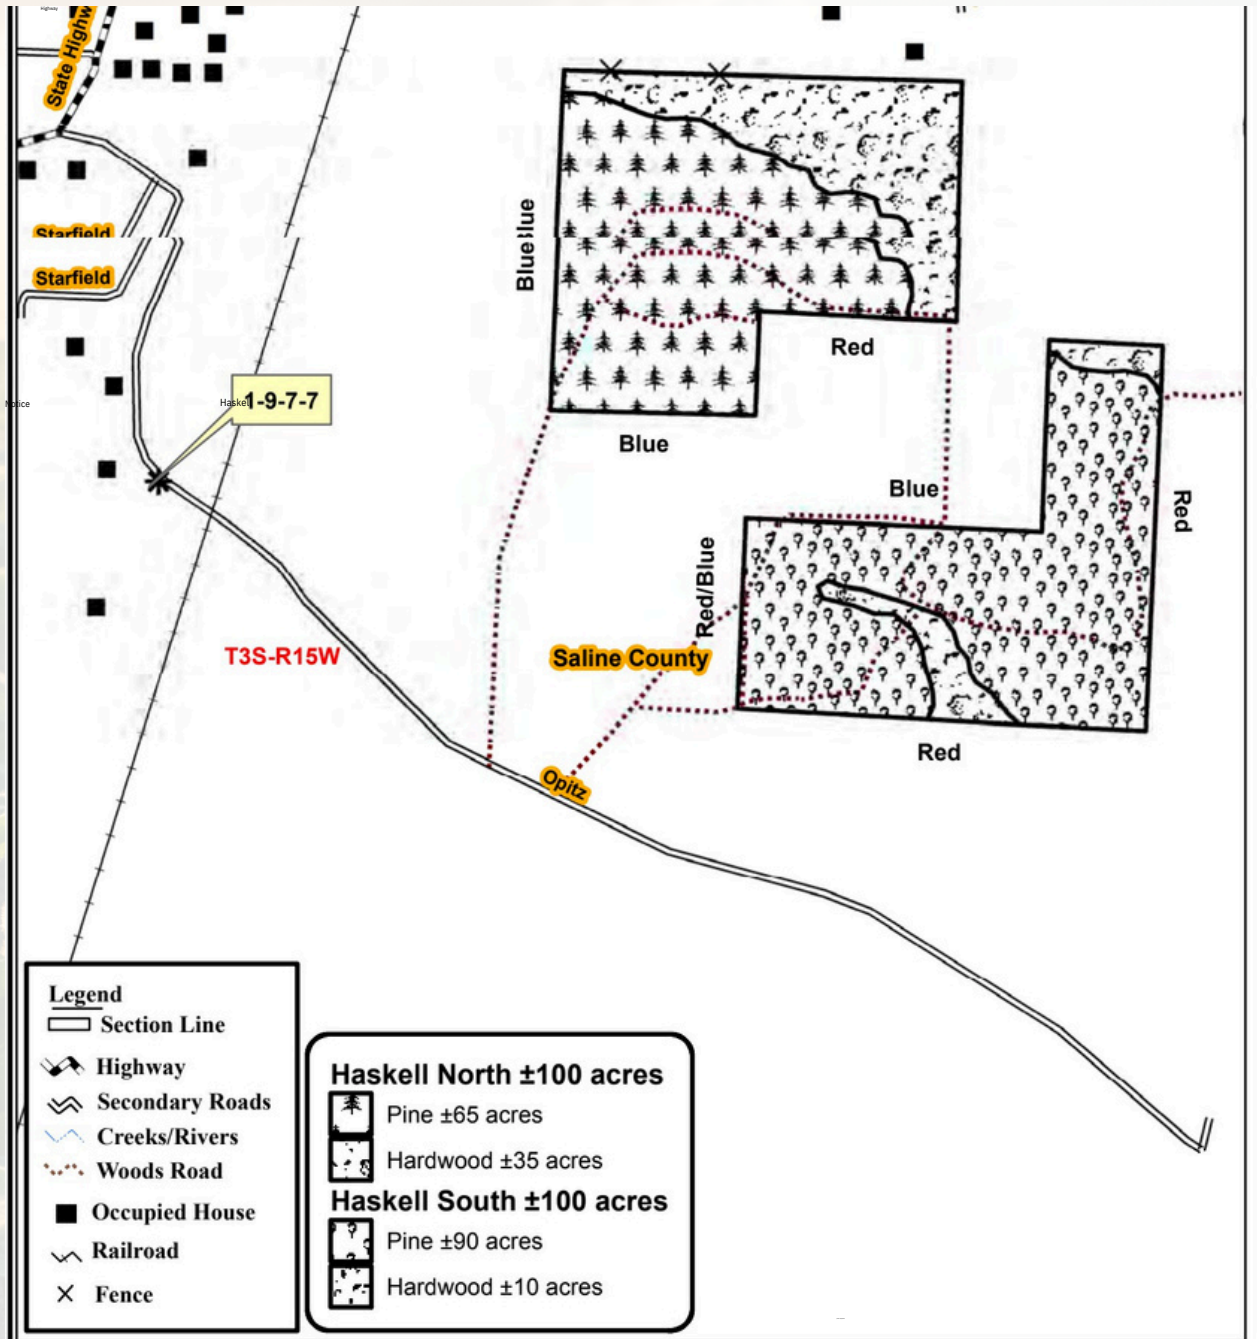 Highway
State Highw
Starfield
Starfield
Blue
Blue
Red
Blue
Notice
Haskell
1-9-7-7
Blue
Red
Red/Blue
T3S-R15W
Saline County
Red
Opitz
Legend
Section Line
Highway
Secondary Roads
Creeks/Rivers
Woods Road
Occupied House
Railroad
Fence
Haskell North ±100 acres
Pine ±65 acres
Hardwood ±35 acres
Haskell South ±100 acres
Pine ±90 acres
Hardwood ±10 acres